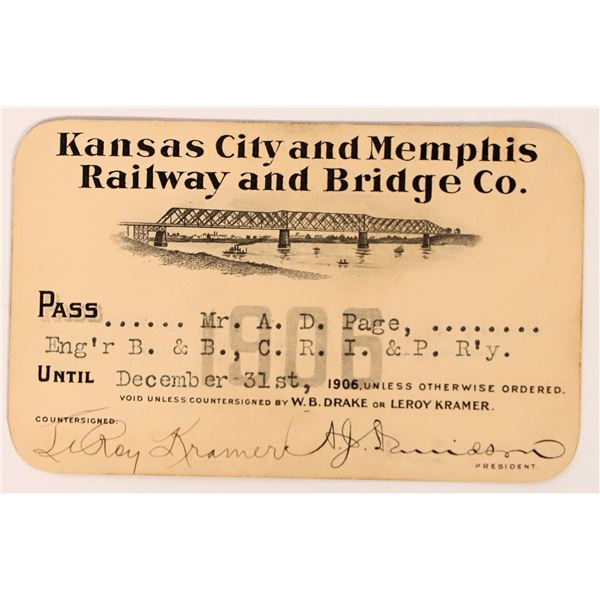 Kansas City and Memphis
Railway and Bridge Co.
PASS...... Mr. A. D. Page, ........
Eng'r B. & B., C. R. I. & P. R'y.
1906
UNTIL December 31st, 1906, UNLESS OTHERWISE ORDERED.
VOID UNLESS COUNTERSIGNED BY W. B. DRAKE OR LEROY KRAMER.
COUNTERSIGNED:
LeRoy Kramer A. J. Davidson
PRESIDENT.